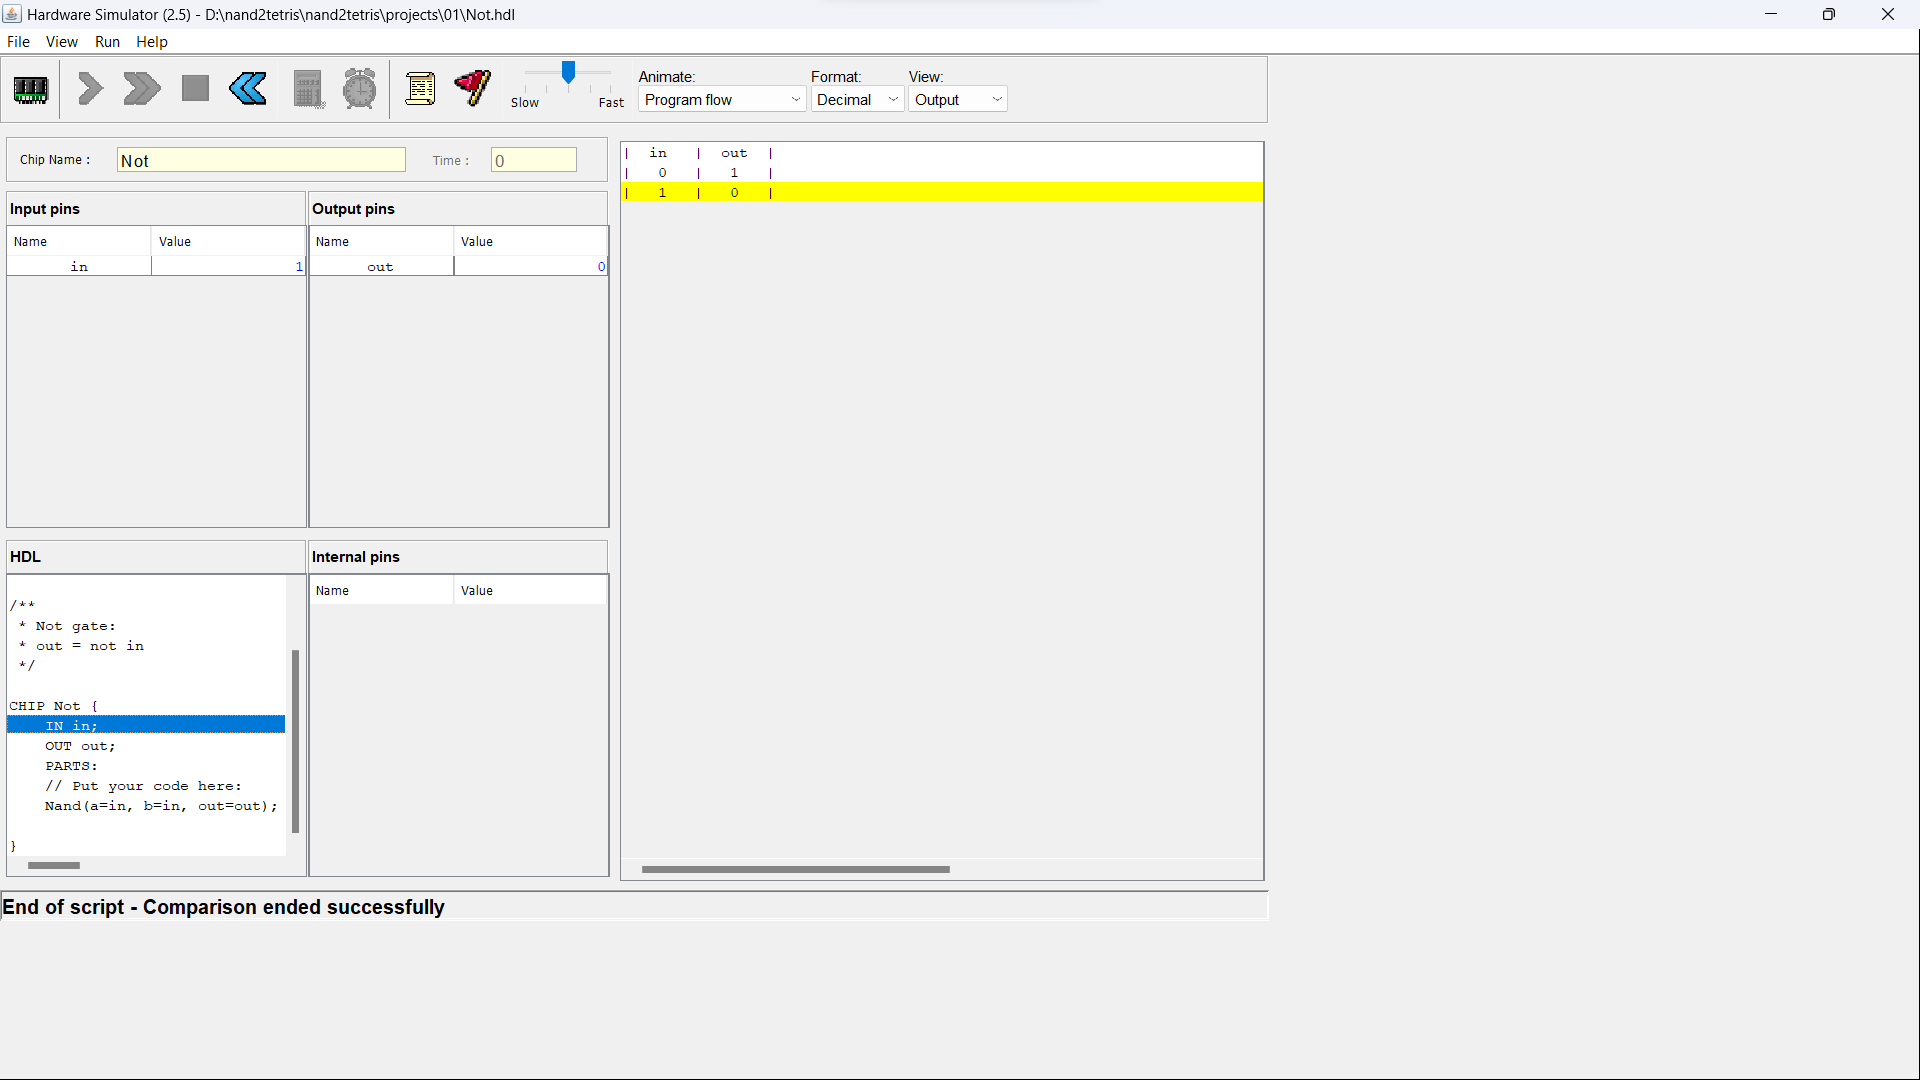 Hardware Simulator (2.5) - D:\nand2tetris\nand2tetris\projects\01\Not.hdl
File View Run Help
Slow Fast
Animate: Format: View:
Program flow Decimal Output
Chip Name : Not Time : 0
Input pins
Name Value
in 1
Output pins
Name Value
out 0
HDL
/**
* Not gate:
* out = not in
*/
CHIP Not {
IN in;
OUT out;
PARTS:
// Put your code here:
Nand(a=in, b=in, out=out);
}
Internal pins
Name Value
| in | out |
| 0 | 1 |
| 1 | 0 |
End of script - Comparison ended successfully